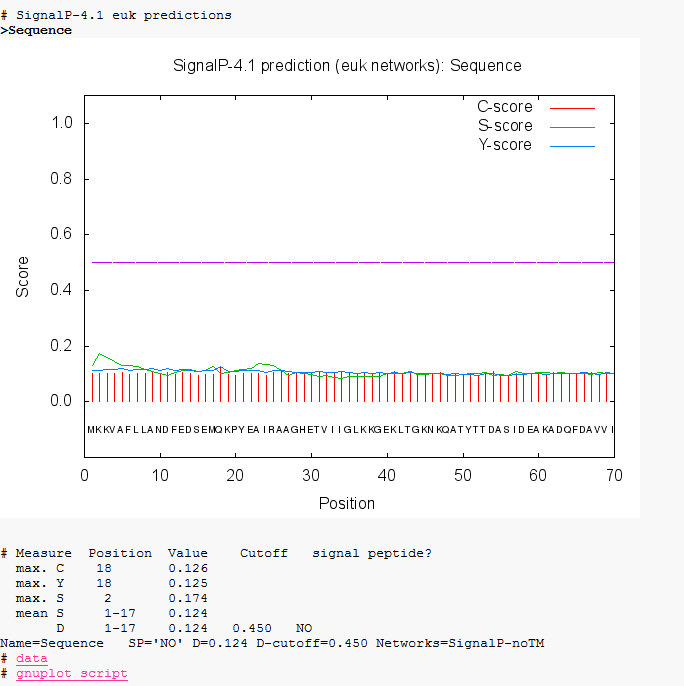 # SignalP-4.1 euk predictions
>Sequence
SignalP-4.1 prediction (euk networks): Sequence
C-score
S-score
Y-score
1.0
0.8
0.6
0.4
0.2
0.0
Score
MKKVAFLLANDFEDSEMQKPYEAIRAAGHETVIIGLKKGEKLTGKNKQATYTTDASIDEAKADQFDAVVI
0 10 20 30 40 50 60 70
Position
# Measure Position Value Cutoff signal peptide?
max. C 18 0.126
max. Y 18 0.125
max. S 2 0.174
mean S 1-17 0.124
D 1-17 0.124 0.450 NO
Name=Sequence SP='NO' D=0.124 D-cutoff=0.450 Networks=SignalP-noTM
# data
# gnuplot script